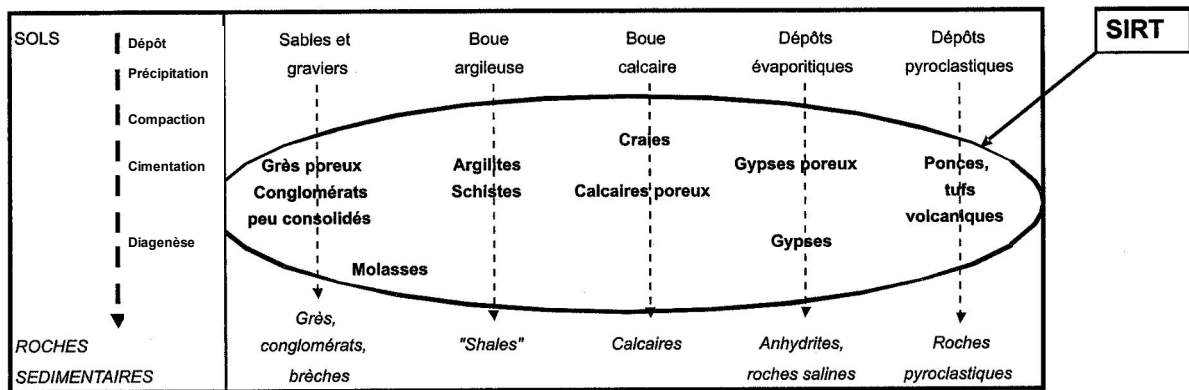 SIRT
SOLS
Dépôt
Précipitation
Compaction
Cimentation
Diagenèse
ROCHES
SEDIMENTAIRES
Sables et
graviers
Boue
argileuse
Boue
calcaire
Dépôts
évaporitiques
Dépôts
pyroclastiques
Grès poreux
Conglomérats
peu consolidés
Molasses
Argilites
Schistes
Craies
Calcaires poreux
Gypses poreux
Gypses
Ponces,
tufs
volcaniques
Grès,
conglomérats,
brèches
"Shales"
Calcaires
Anhydrites,
roches salines
Roches
pyroclastiques